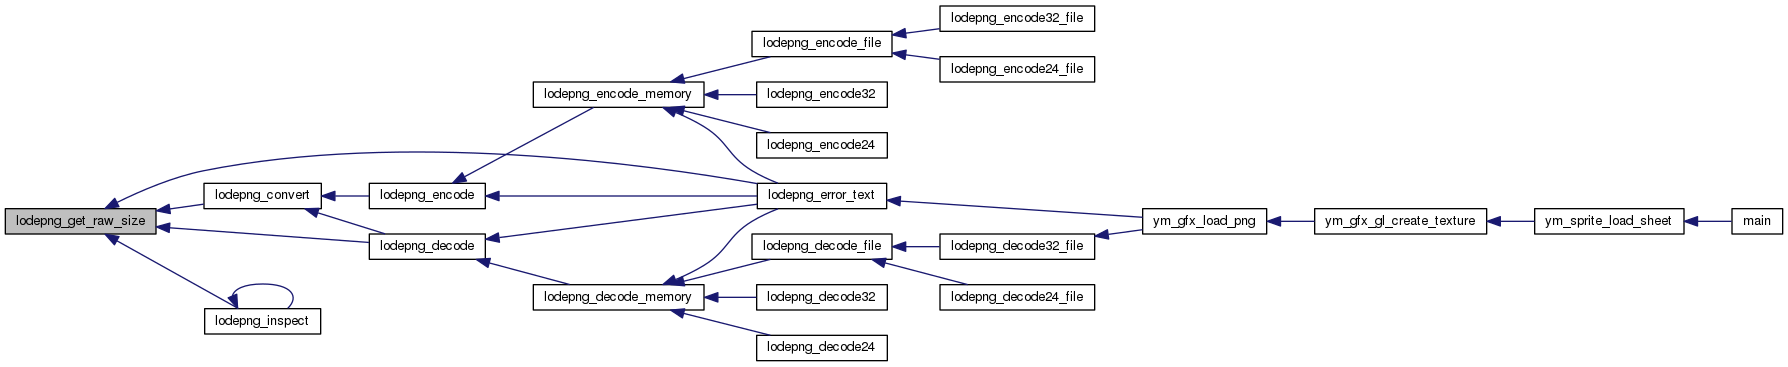 lodepng_encode32_file
lodepng_encode_file
lodepng_encode24_file
lodepng_encode_memory
lodepng_encode32
lodepng_encode24
lodepng_convert
lodepng_encode
lodepng_error_text
lodepng_get_raw_size
ym_gfx_load_png
ym_gfx_gl_create_texture
ym_sprite_load_sheet
main
lodepng_decode
lodepng_decode_file
lodepng_decode32_file
lodepng_decode_memory
lodepng_decode32
lodepng_decode24_file
lodepng_inspect
lodepng_decode24